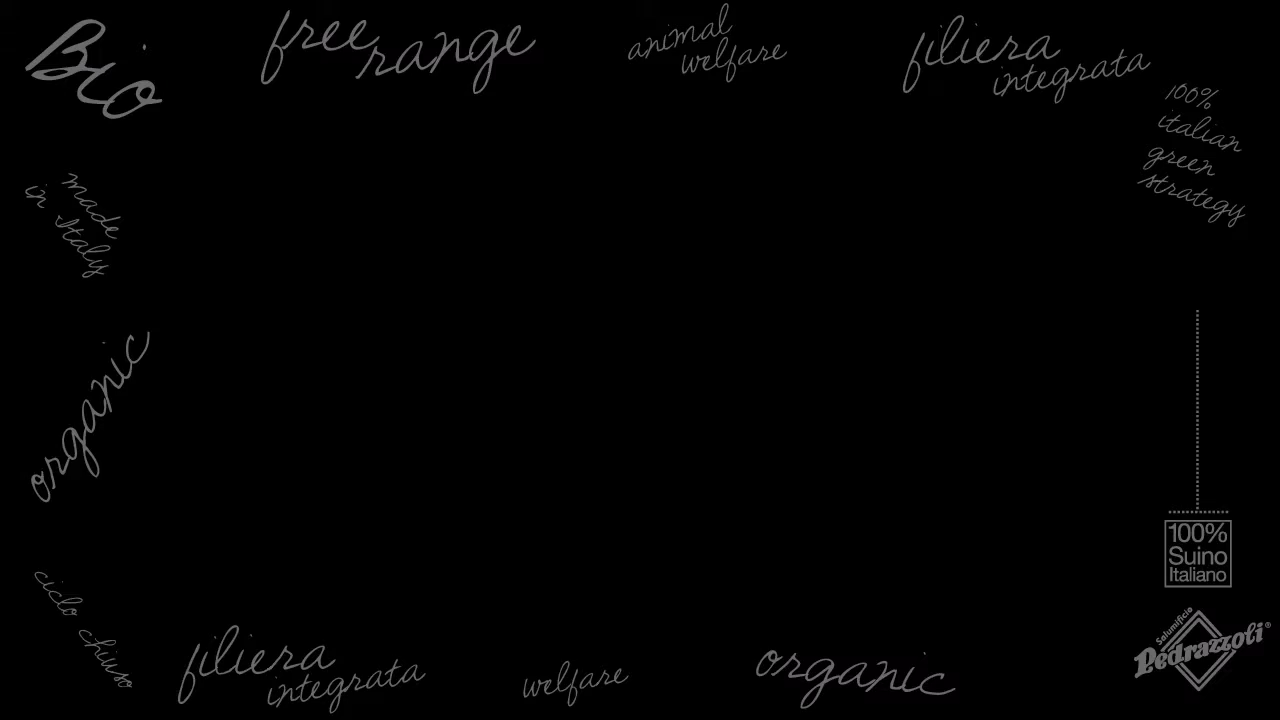 Bio
free
range
animal
welfare
filiera
integrata
100%
italian
green
strategy
made
in Italy
organic
100%
Suino
Italiano
ciclo chiuso
filiera
integrata
welfare
organic
Salumificio
Pedrazzoli®